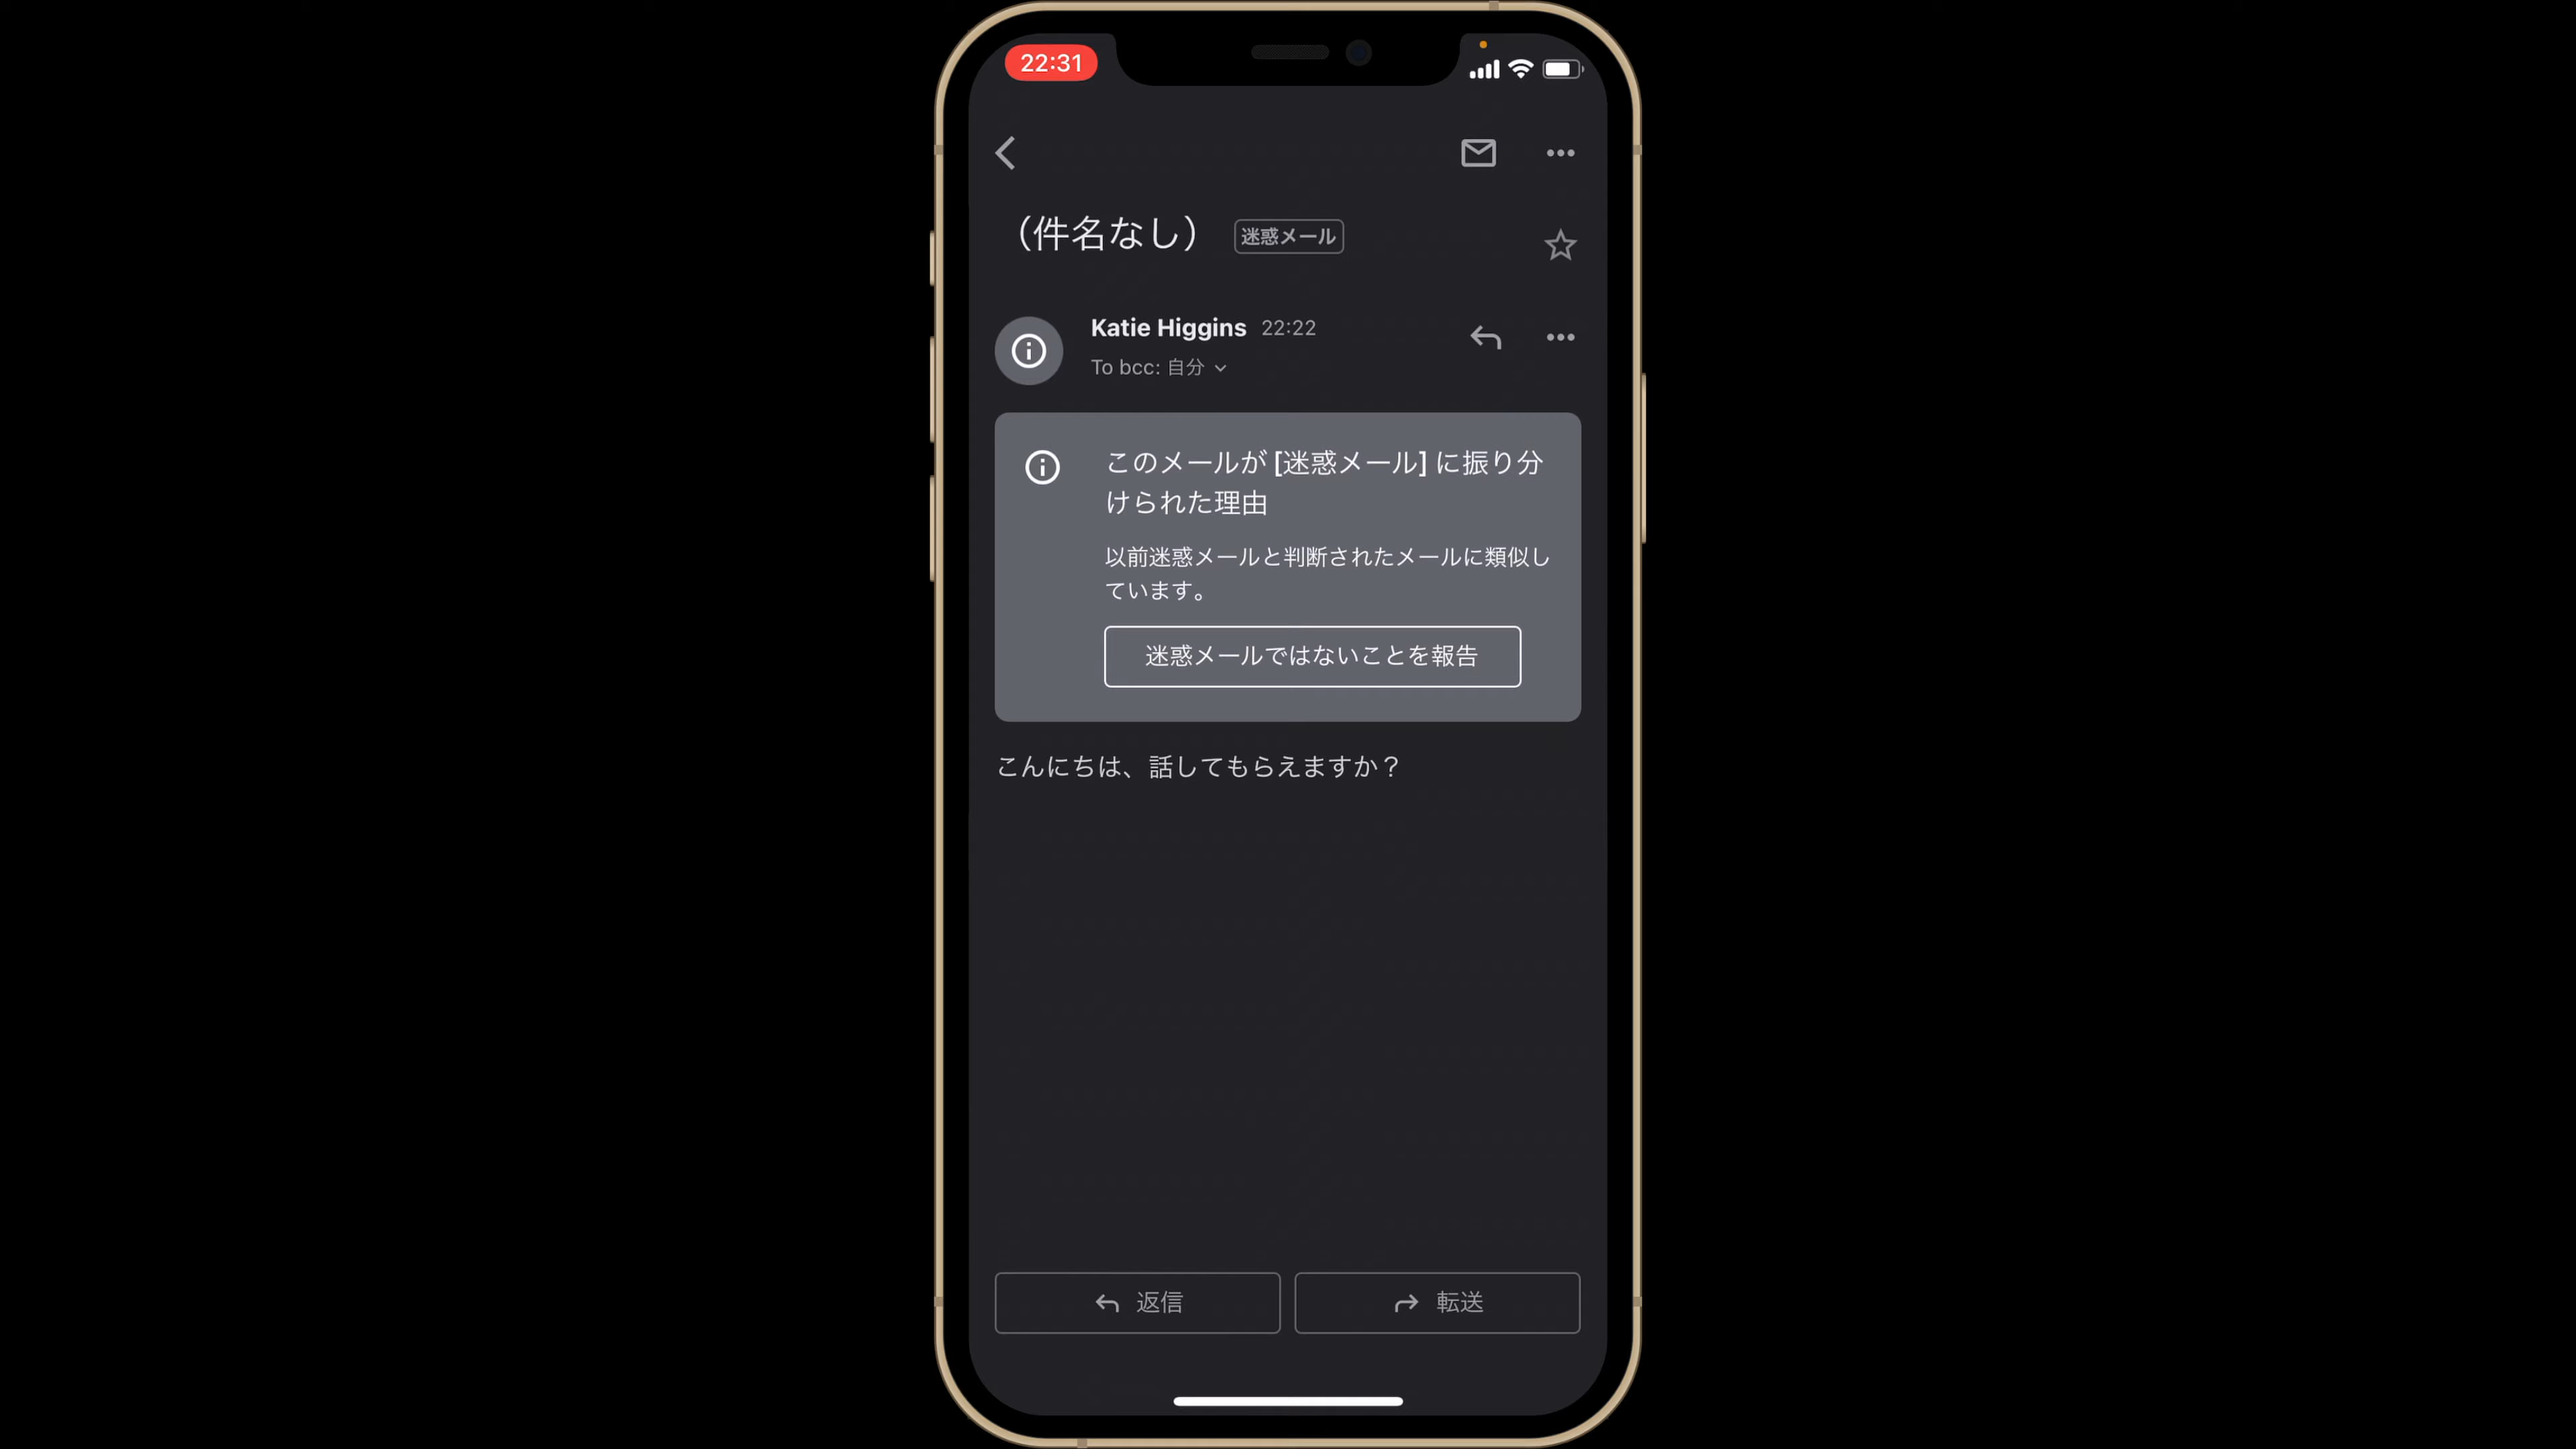 22:31
（件名なし） 迷惑メール
Katie Higgins 22:22
To bcc: 自分
このメールが [迷惑メール] に振り分
けられた理由
以前迷惑メールと判断されたメールに類似し
ています。
迷惑メールではないことを報告
こんにちは、話してもらえますか？
返信 転送